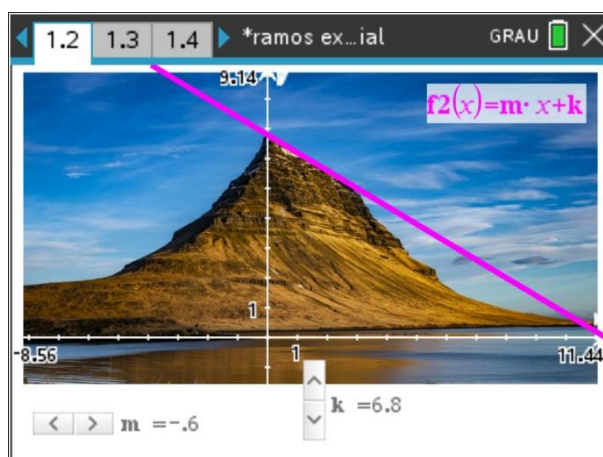 1.2 1.3 1.4 *ramos ex...ial GRAU
9.14 y
f2(x)=m· x+k
1
-8.56 1 11.44
m =-.6
k =6.8